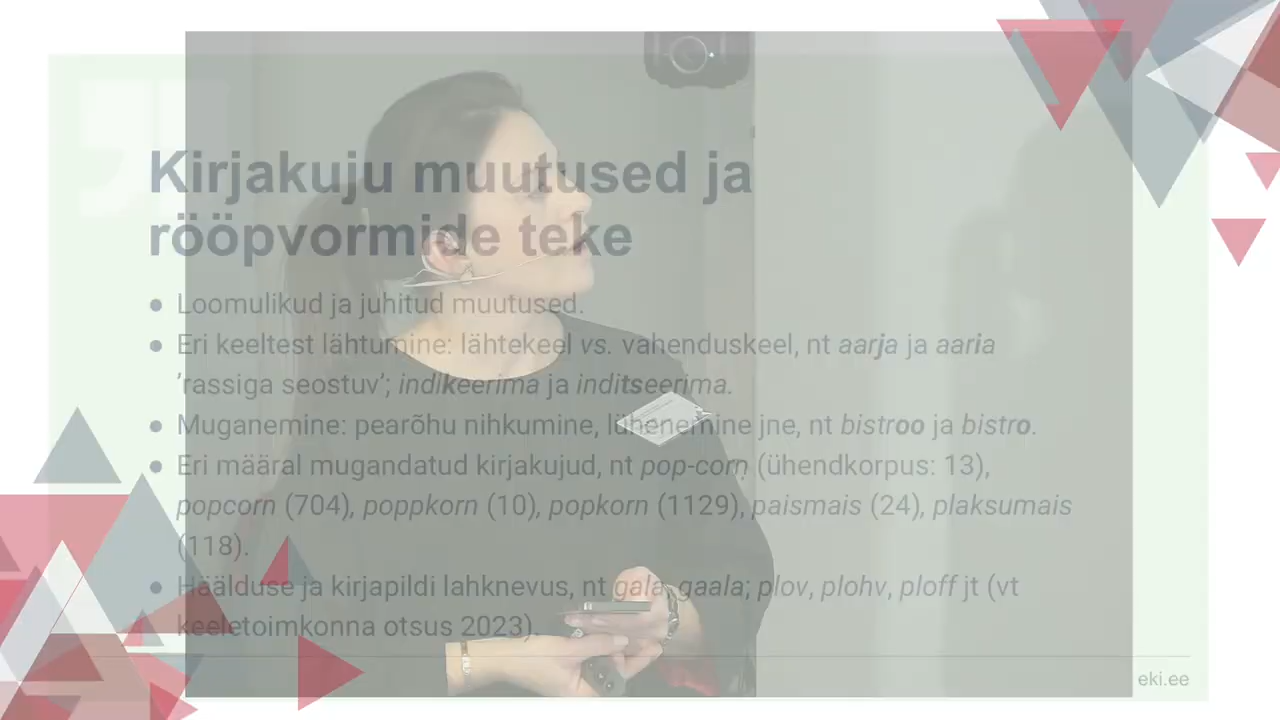 Kirjakuju muutused ja
rööpvormide teke
● Loomulikud ja juhitud muutused.
● Eri keeltest lähtumine: lähtekeel vs. vahenduskeel, nt aarja ja aaria
’rassiga seostuv’; indikeerima ja inditseerima.
● Muganemine: pearõhu nihkumine, lühenemine jne, nt bistroo ja bistro.
● Eri määral mugandatud kirjakujud, nt pop-corn (ühendkorpus: 13),
popcorn (704), poppkorn (10), popkorn (1129), paismais (24), plaksumais
(118).
● Häälduse ja kirjapildi lahknevus, nt gala, gaala; plov, plohv, ploff jt (vt
keeletoimkonna otsus 2023).
eki.ee